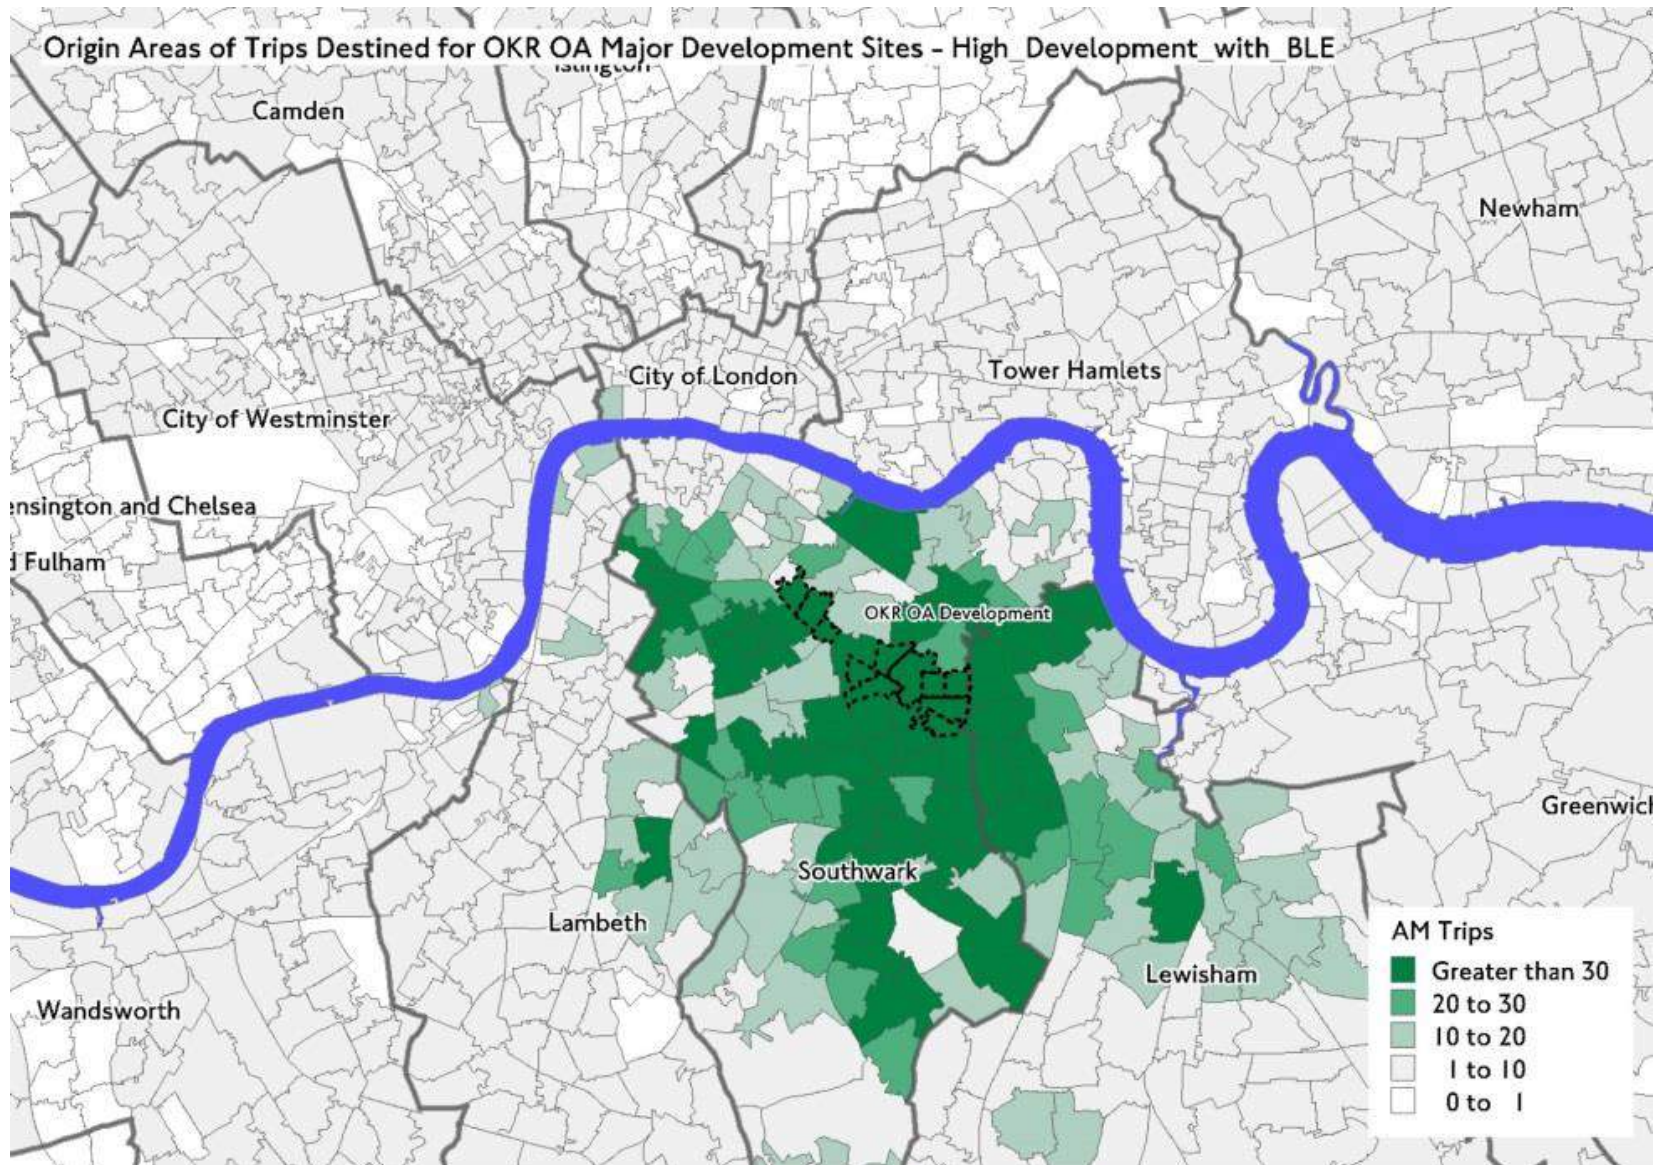 Origin Areas of Trips Destined for OKR OA Major Development Sites - High_Development_with_BLE
Islington
Camden
Newham
City of London
Tower Hamlets
City of Westminster
ensington and Chelsea
d Fulham
OKR OA Development
Greenwich
Southwark
Lambeth
Lewisham
Wandsworth
AM Trips
Greater than 30
20 to 30
10 to 20
1 to 10
0 to 1